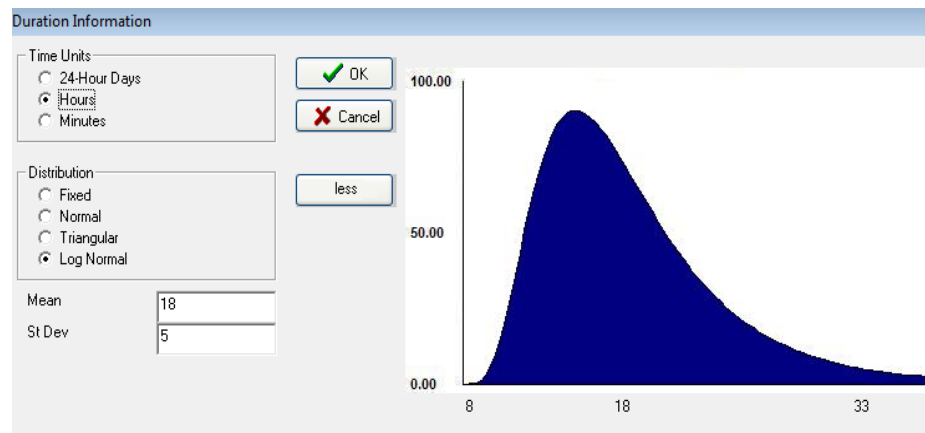 Duration Information
Time Units
24-Hour Days
Hours
Minutes
OK
Cancel
Distribution
Fixed
Normal
Triangular
Log Normal
less
Mean
18
St Dev
5
100.00
50.00
0.00
8 18 33